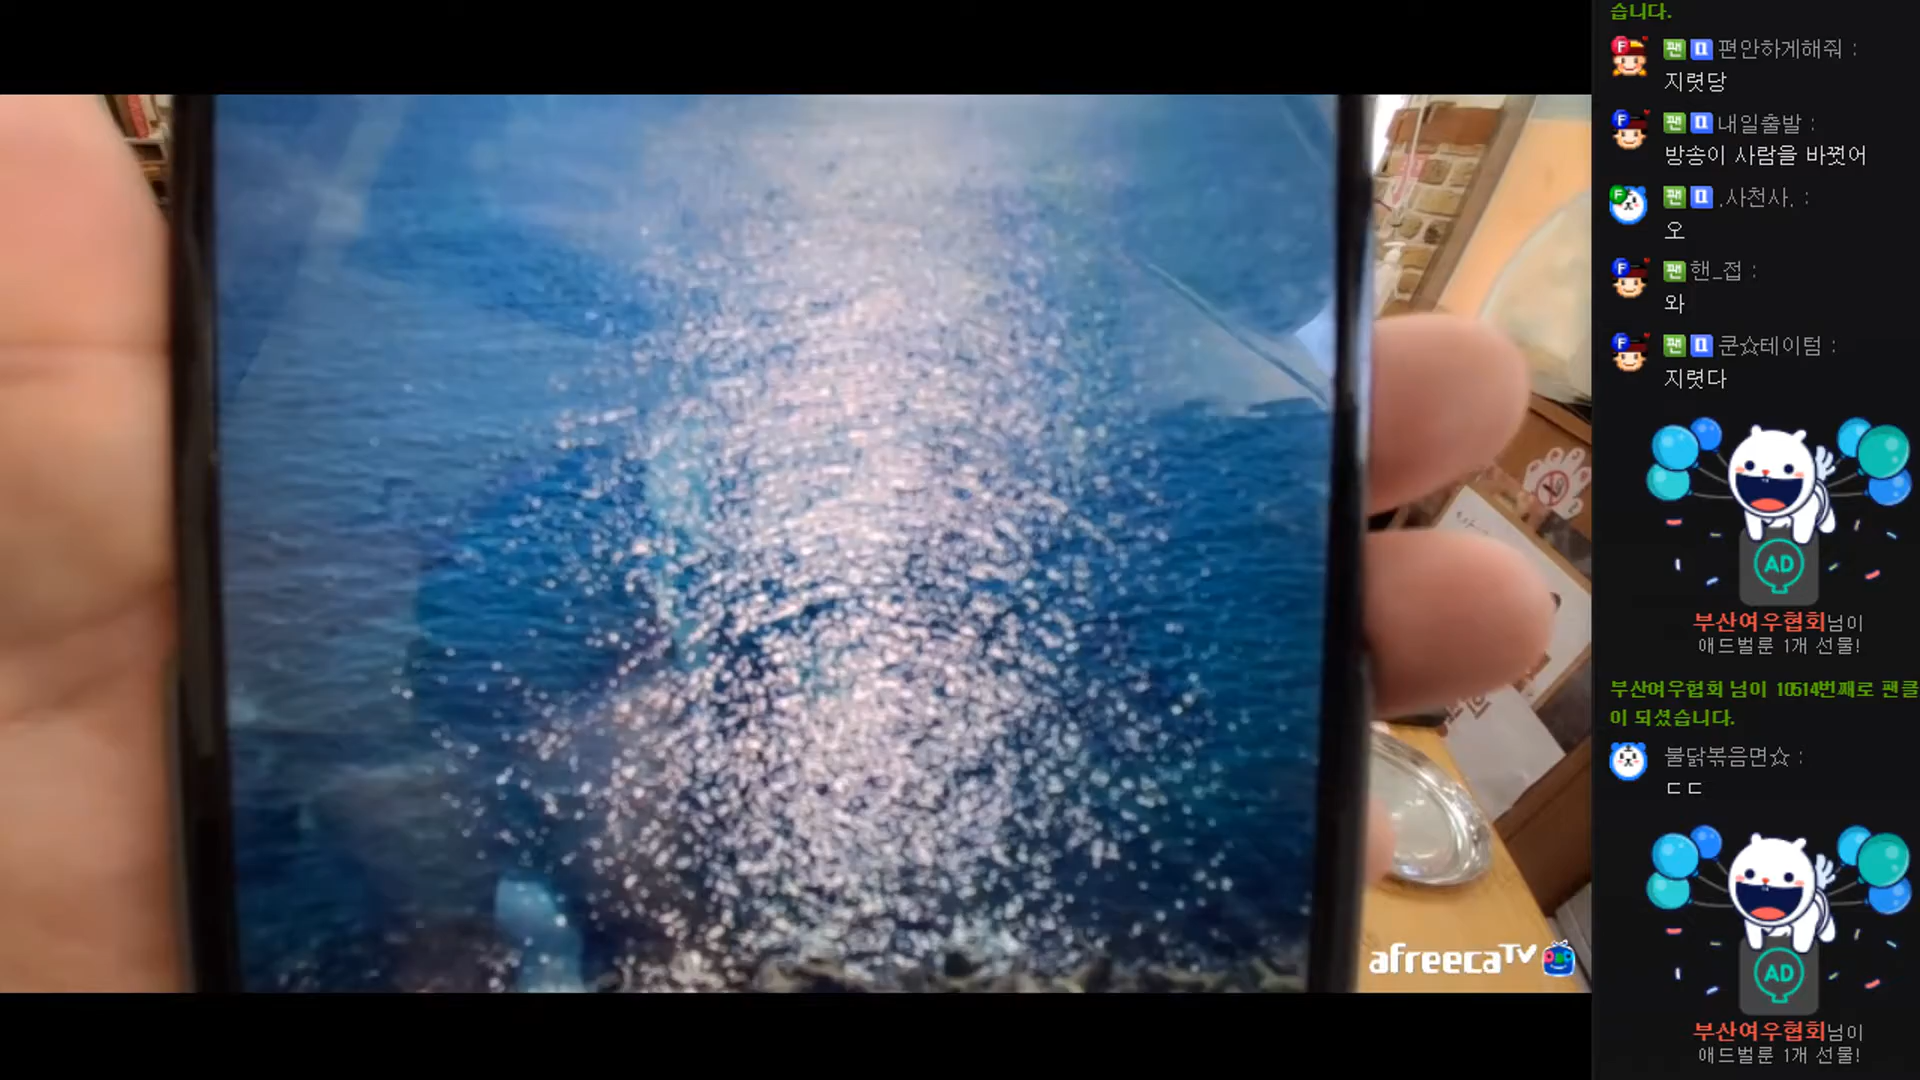 습니다.
F 팬 편안하게해줘 :
지렷당
F 팬 내일출발 :
방송이 사람을 바꿧어
F 팬 .사천사. :
오
F 팬 핸_접 :
와
F 팬 쿤☆테이텀 :
지렷다
AD
부산여우협회님이
애드벌룬 1개 선물!
부산여우협회 님이 10514번째로 팬클
이 되셨습니다.
불닭볶음면☆ :
ㄷㄷ
AD
부산여우협회님이
애드벌룬 1개 선물!
afreecaTV